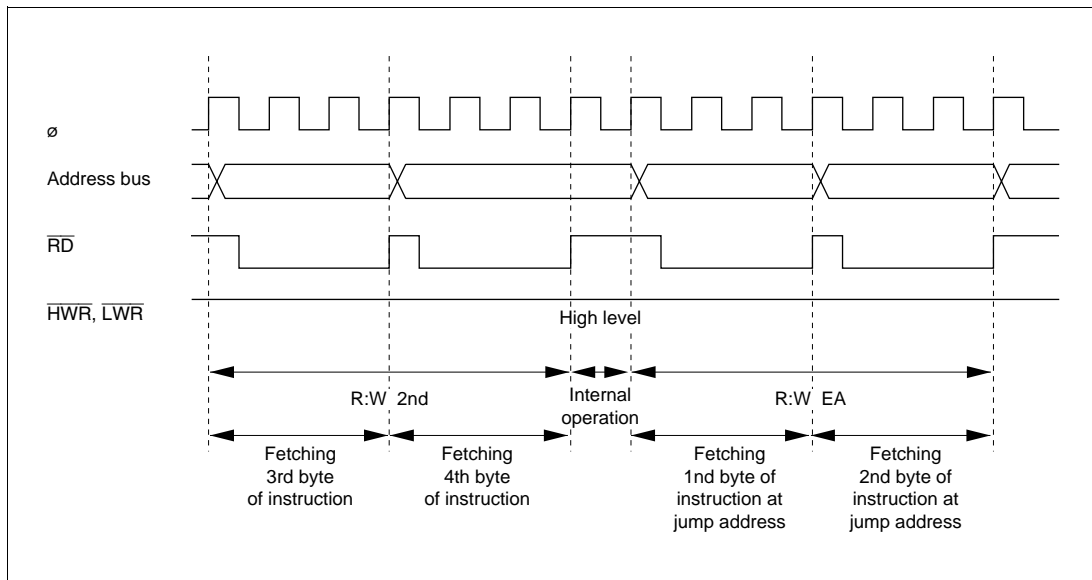 ø
Address bus
RD
HWR, LWR
High level
R:W 2nd
Internal
operation
R:W EA
Fetching
3rd byte
of instruction
Fetching
4th byte
of instruction
Fetching
1nd byte of
instruction at
jump address
Fetching
2nd byte of
instruction at
jump address